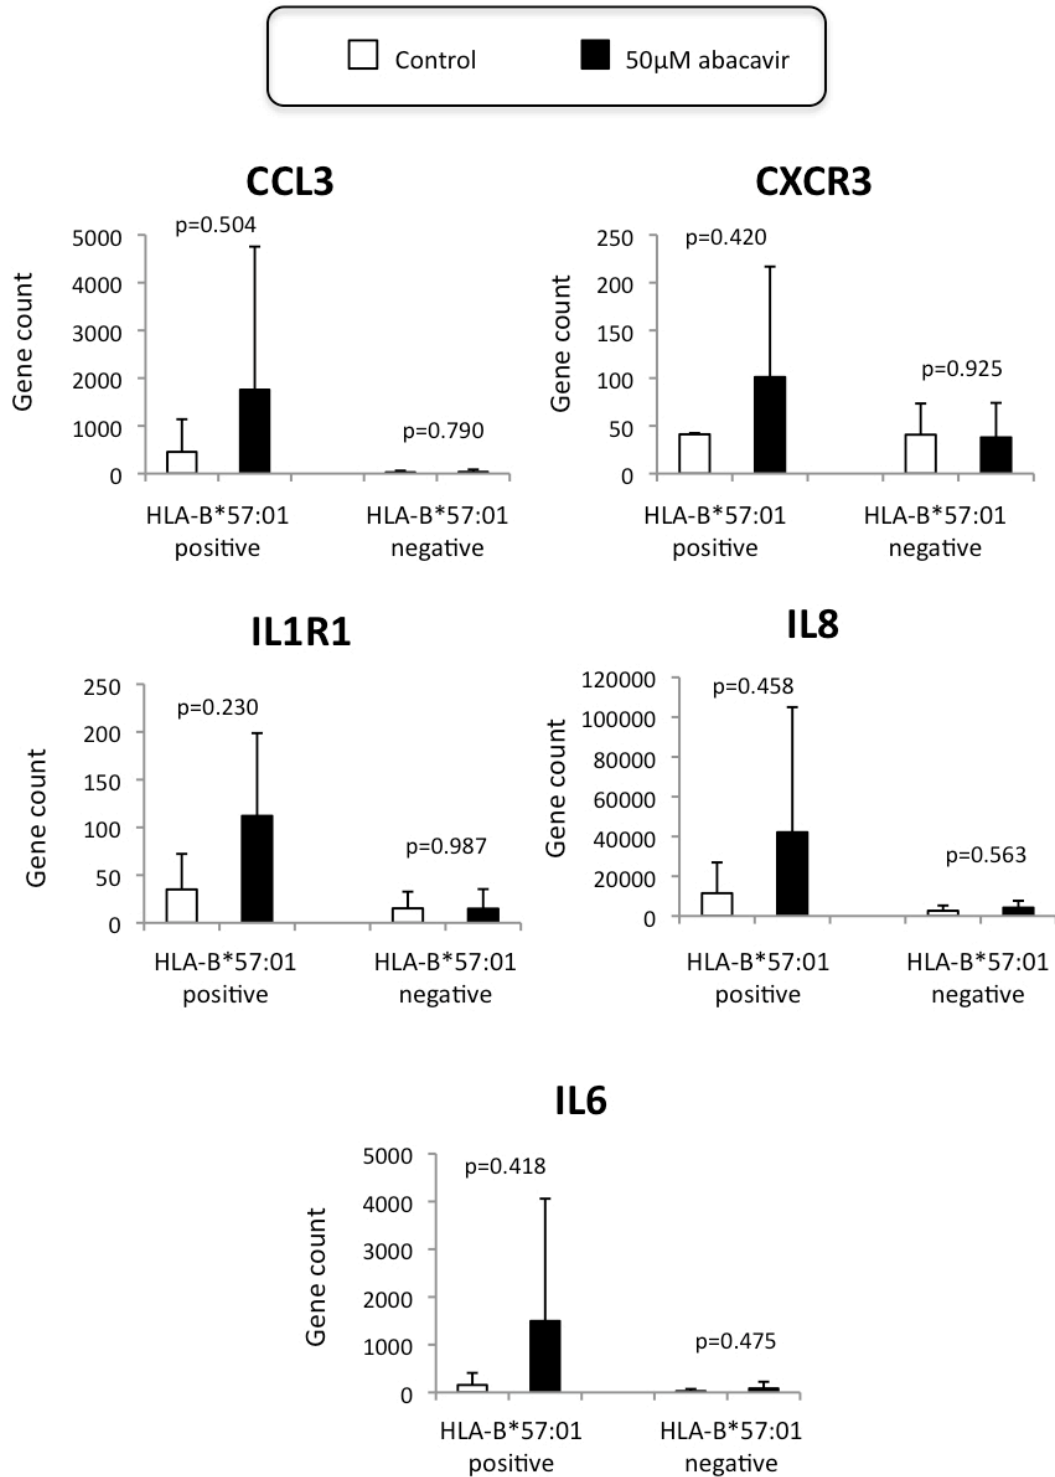 Control
50µM abacavir
CCL3
p=0.504
5000
4000
3000
2000
1000
0
Gene count
p=0.790
HLA-B*57:01
positive
HLA-B*57:01
negative
CXCR3
p=0.420
250
200
150
100
50
0
Gene count
p=0.925
HLA-B*57:01
positive
HLA-B*57:01
negative
IL1R1
p=0.230
250
200
150
100
50
0
Gene count
p=0.987
HLA-B*57:01
positive
HLA-B*57:01
negative
IL8
p=0.458
120000
100000
80000
60000
40000
20000
0
Gene count
p=0.563
HLA-B*57:01
positive
HLA-B*57:01
negative
IL6
p=0.418
5000
4000
3000
2000
1000
0
Gene count
p=0.475
HLA-B*57:01
positive
HLA-B*57:01
negative